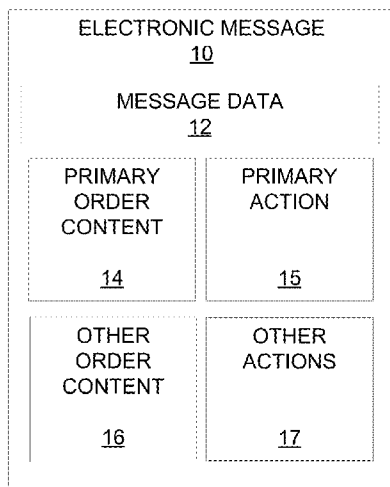 ELECTRONIC MESSAGE
10
MESSAGE DATA
12
PRIMARY
ORDER
CONTENT
14
PRIMARY
ACTION
15
OTHER
ORDER
CONTENT
16
OTHER
ACTIONS
17